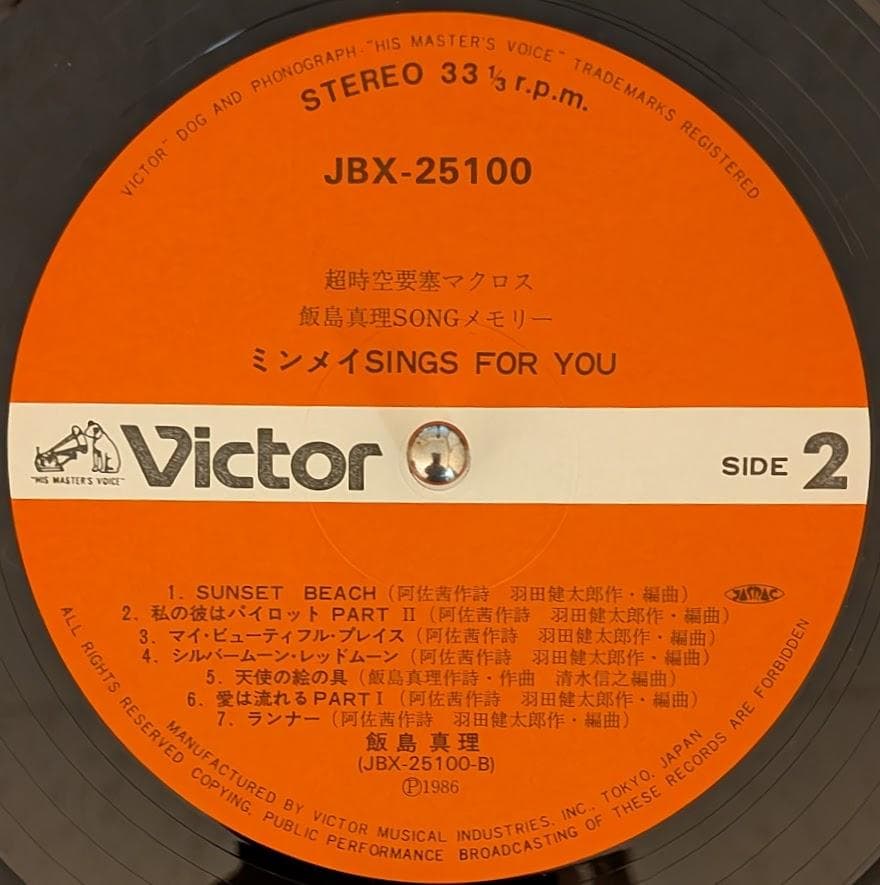 VICTOR" DOG AND PHONOGRAPH·"HIS MASTER'S VOICE" TRADEMARKS REGISTERED
STEREO 33 1/3 r.p.m.
JBX-25100
超時空要塞マクロス
飯島真理SONGメモリー
ミンメイSINGS FOR YOU
"HIS MASTER'S VOICE"
Victor
SIDE 2
1. SUNSET BEACH(阿佐茜作詩 羽田健太郎作・編曲)
JASRAC
2. 私の彼はパイロット PART II(阿佐茜作詩 羽田健太郎作・編曲)
3. マイ・ビューティフル・プレイス(阿佐茜作詩 羽田健太郎作・編曲)
4. シルバームーン・レッドムーン(阿佐茜作詩 羽田健太郎作・編曲)
5. 天使の絵の具(飯島真理作詩・作曲 清水信之編曲)
6. 愛は流れるPART I(阿佐茜作詩 羽田健太郎作・編曲)
7. ランナー(阿佐茜作詩 羽田健太郎作・編曲)
飯島真理
(JBX-25100-B)
Ⓟ1986
MANUFACTURED BY VICTOR MUSICAL INDUSTRIES, INC., TOKYO, JAPAN
ALL RIGHTS RESERVED COPYING, PUBLIC PERFORMANCE BROADCASTING OF THESE RECORDS ARE FORBIDDEN